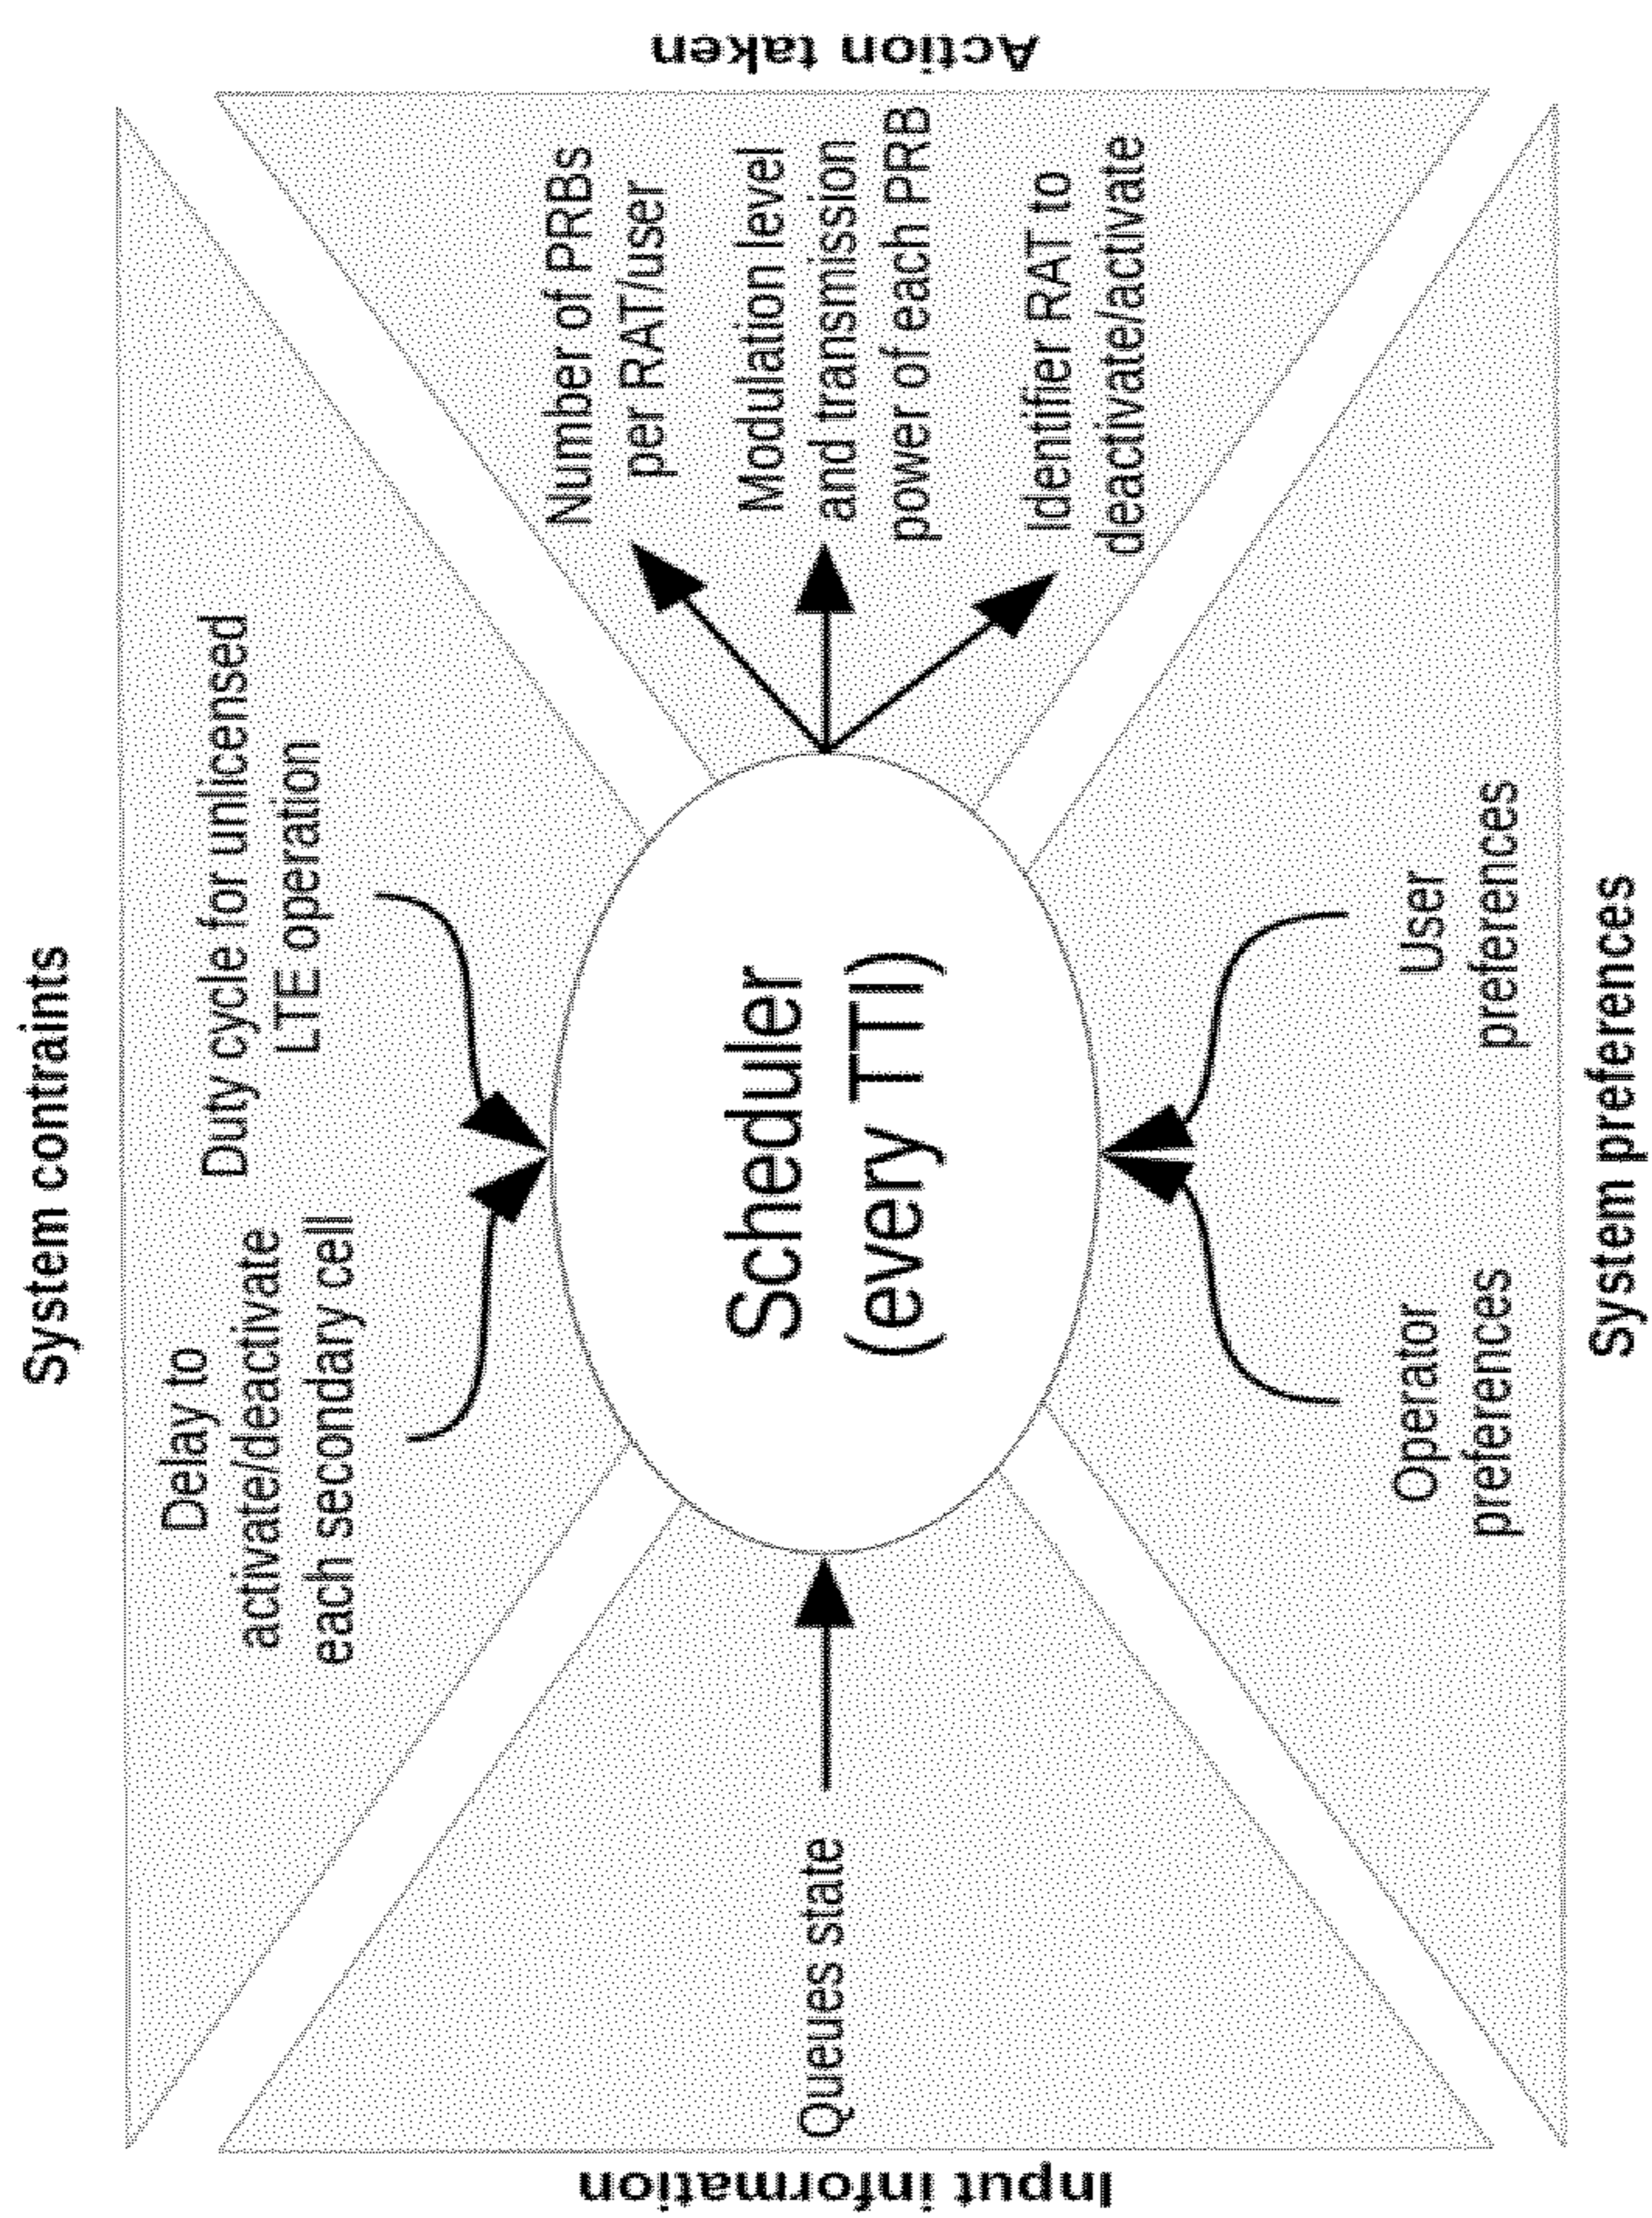 System contraints
Delay to
activate/deactivate
each secondary cell
Duty cycle for unlicensed
LTE operation
Input information
Queues state
Scheduler
(every TTI)
Number of PRBs
per RAT/user
Modulation level
and transmission
power of each PRB
Identifier RAT to
deactivate/activate
Action taken
Operator
preferences
User
preferences
System preferences